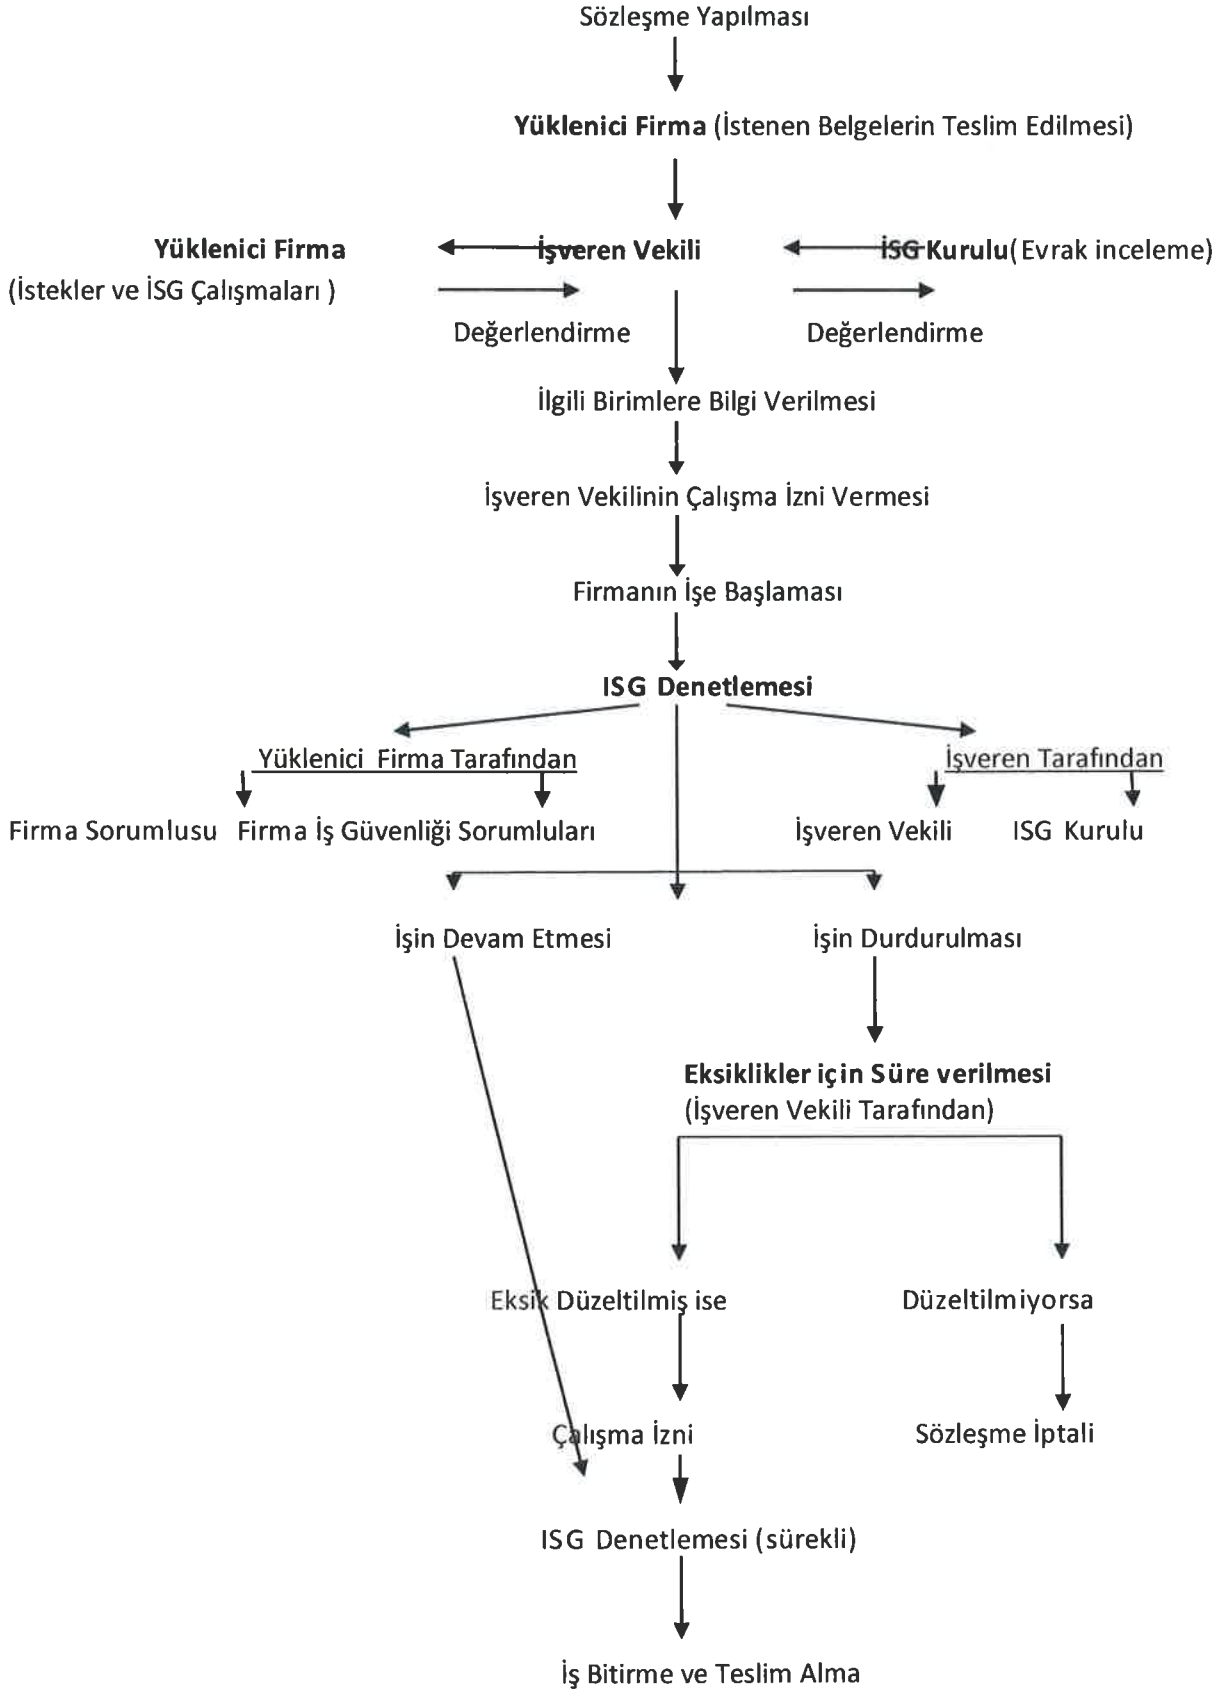 Sözleşme Yapılması
Yüklenici Firma (İstenen Belgelerin Teslim Edilmesi)
Yüklenici Firma İşveren Vekili İSG Kurulu(Evrak inceleme)
(İstekler ve İSG Çalışmaları )
Değerlendirme Değerlendirme
İlgili Birimlere Bilgi Verilmesi
İşveren Vekilinin Çalışma İzni Vermesi
Firmanın İşe Başlaması
ISG Denetlemesi
Yüklenici Firma Tarafından İşveren Tarafından
Firma Sorumlusu Firma İş Güvenliği Sorumluları İşveren Vekili ISG Kurulu
İşin Devam Etmesi İşin Durdurulması
Eksiklikler için Süre verilmesi
(İşveren Vekili Tarafından)
Eksik Düzeltilmiş ise Düzeltilmiyorsa
Çalışma İzni Sözleşme İptali
ISG Denetlemesi (sürekli)
İş Bitirme ve Teslim Alma